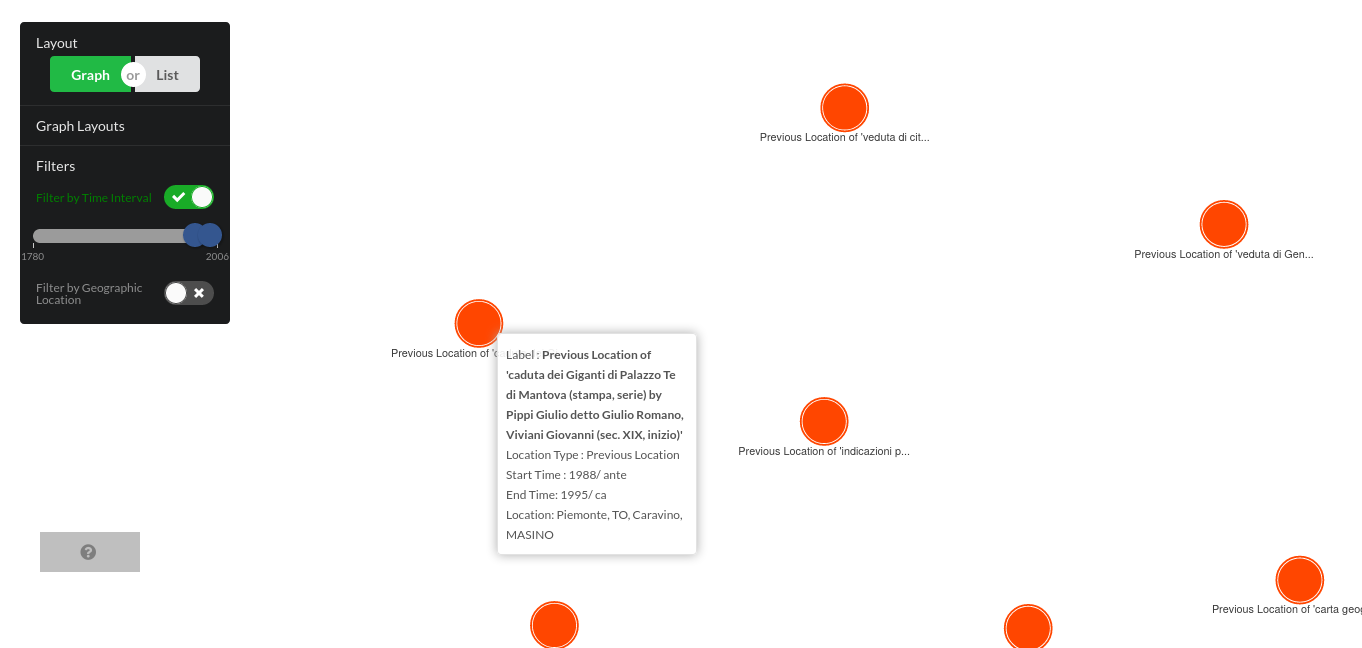 Layout
Graph or List
Graph Layouts
Filters
Filter by Time Interval
1780 2006
Filter by Geographic
Location
Previous Location of 'veduta di cit...
Previous Location of 'veduta di Gen...
Previous Location of 'c
Label : Previous Location of
'caduta dei Giganti di Palazzo Te
di Mantova (stampa, serie) by
Pippi Giulio detto Giulio Romano,
Viviani Giovanni (sec. XIX, inizio)'
Location Type : Previous Location
Start Time : 1988/ ante
End Time: 1995/ ca
Location: Piemonte, TO, Caravino,
MASINO
Previous Location of 'indicazioni p...
Previous Location of 'carta geog